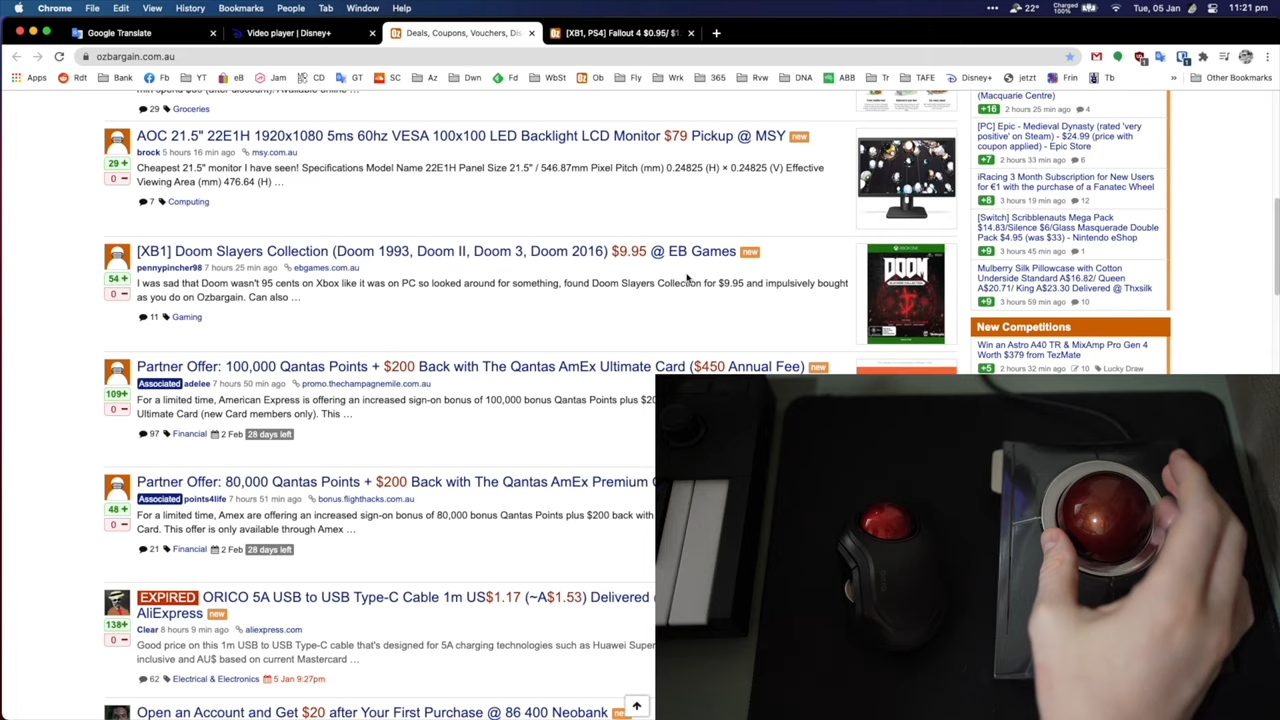 Chrome File Edit View History Bookmarks People Tab Window Help
22° Charged 100% Tue, 05 Jan 11:21 pm
Google Translate Video player | Disney+ Deals, Coupons, Vouchers, Dis [XB1, PS4] Fallout 4 $0.95/ $1.
ozbargain.com.au
Apps Rdt Bank Fb YT eB Jam CD GT SC Az Dwn Fd WbSt Ob Fly Wrk 365 Rvw DNA ABB Tr TAFE Disney+ jetzt Frin Tb » Other Bookmarks
29 Groceries
AOC 21.5" 22E1H 1920x1080 5ms 60hz VESA 100x100 LED Backlight LCD Monitor $79 Pickup @ MSY new
brock 5 hours 16 min ago msy.com.au
29 +
0 −
Cheapest 21.5" monitor I have seen! Specifications Model Name 22E1H Panel Size 21.5" / 546.87mm Pixel Pitch (mm) 0.24825 (H) × 0.24825 (V) Effective
Viewing Area (mm) 476.64 (H) ...
7 Computing
[XB1] Doom Slayers Collection (Doom 1993, Doom II, Doom 3, Doom 2016) $9.95 @ EB Games new
pennypincher98 7 hours 25 min ago ebgames.com.au
54 +
0 −
I was sad that Doom wasn't 95 cents on Xbox like it was on PC so looked around for something, found Doom Slayers Collection for $9.95 and impulsively bought
as you do on Ozbargain. Can also ...
11 Gaming
DOOM
Partner Offer: 100,000 Qantas Points + $200 Back with The Qantas AmEx Ultimate Card ($450 Annual Fee) new
Associated adelee 7 hours 50 min ago promo.thechampagnemile.com.au
109+
0 −
For a limited time, American Express is offering an increased sign-on bonus of 100,000 bonus Qantas Points plus $20
Ultimate Card (new Card members only). This ...
97 Financial 2 Feb 28 days left
Partner Offer: 80,000 Qantas Points + $200 Back with The Qantas AmEx Premium
Associated points4life 7 hours 51 min ago bonus.flighthacks.com.au
48 +
0 −
For a limited time, Amex are offering an increased sign-on bonus of 80,000 bonus Qantas Points plus $200 back with
Card. This offer is only available through Amex ...
21 Financial 2 Feb 28 days left
EXPIRED ORICO 5A USB to USB Type-C Cable 1m US$1.17 (~A$1.53) Delivered
AliExpress new
138+
0 −
Clear 8 hours 9 min ago aliexpress.com
Good price on this 1m USB to USB Type-C cable that's designed for 5A charging technologies such as Huawei Super
inclusive and AU$ based on current Mastercard ...
62 Electrical & Electronics 5 Jan 9:27pm
Open an Account and Get $20 after Your First Purchase @ 86 400 Neobank
(Macquarie Centre)
+16 2 hours 25 min ago 4
[PC] Epic - Medieval Dynasty (rated 'very
positive' on Steam) - $24.99 (price with
coupon applied) - Epic Store
+7 2 hours 33 min ago 6
iRacing 3 Month Subscription for New Users
for €1 with the purchase of a Fanatec Wheel
+8 3 hours 19 min ago 12
[Switch] Scribblenauts Mega Pack
$14.83/Silence $6/Glass Masquerade Double
Pack $4.95 (was $33) - Nintendo eShop
+9 3 hours 45 min ago 1
Mulberry Silk Pillowcase with Cotton
Underside Standard A$16.82/ Queen
A$20.71/ King A$23.30 Delivered @ Thxsilk
+9 3 hours 59 min ago 10
New Competitions
Win an Astro A40 TR & MixAmp Pro Gen 4
Worth $379 from TezMate
+5 2 hours 32 min ago 10 Lucky Draw